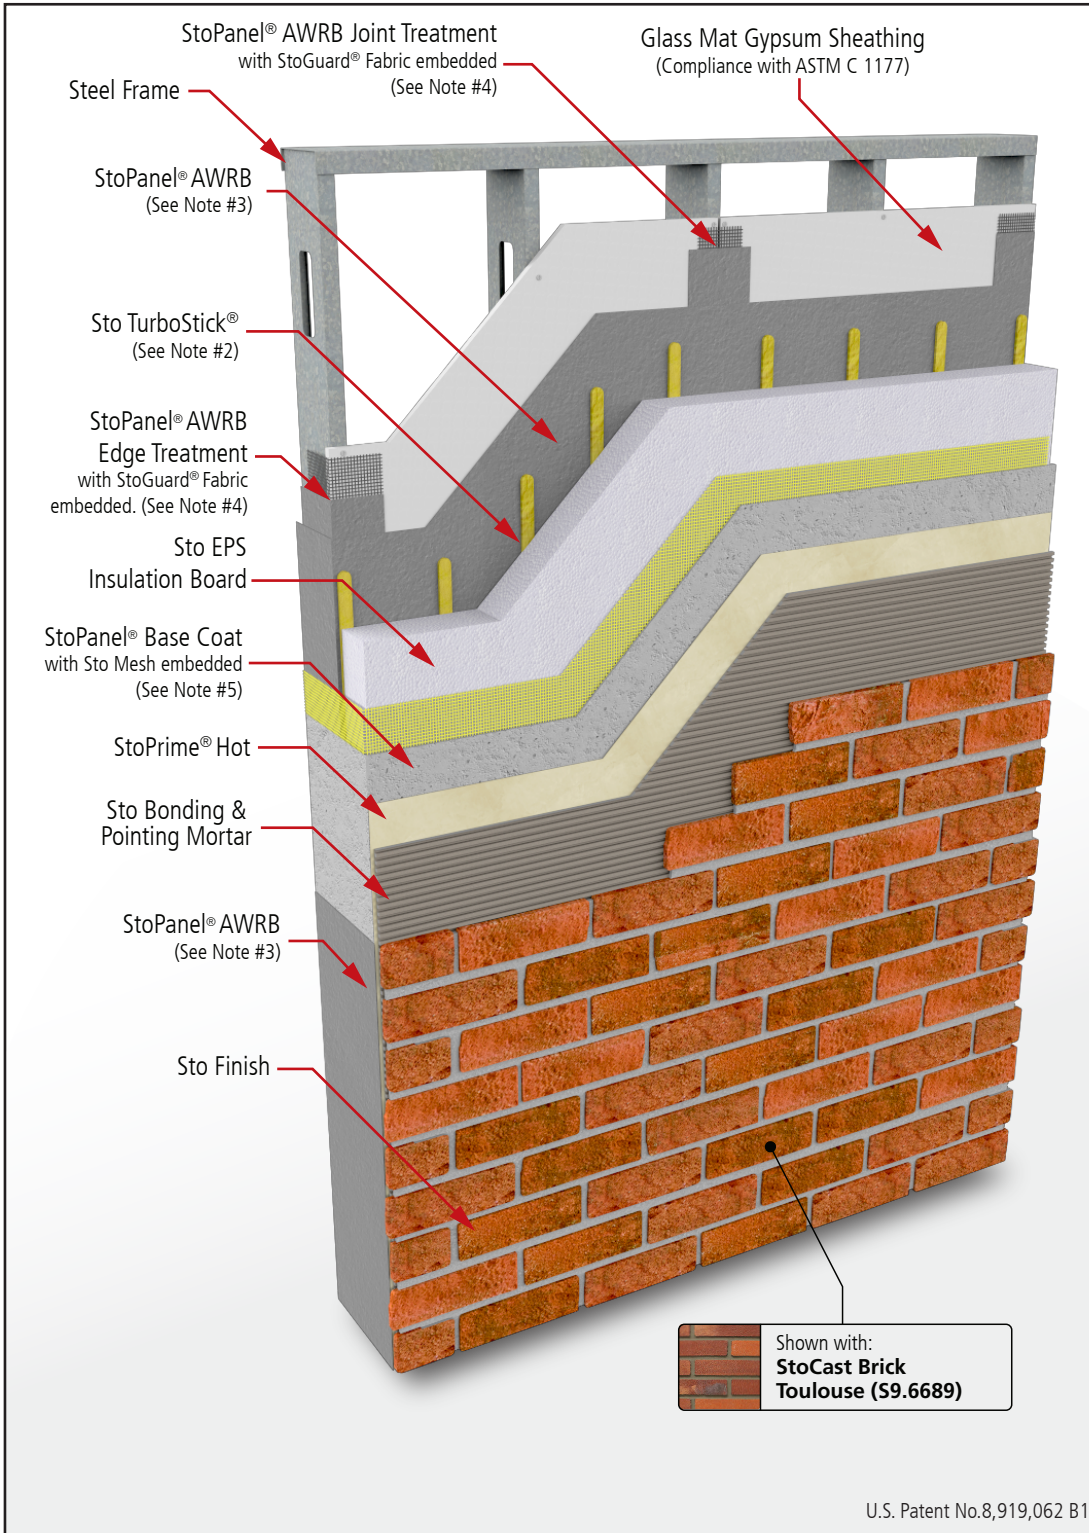 StoPanel® AWRB Joint Treatment
with StoGuard® Fabric embedded
(See Note #4)
Glass Mat Gypsum Sheathing
(Compliance with ASTM C 1177)
Steel Frame
StoPanel® AWRB
(See Note #3)
Sto TurboStick®
(See Note #2)
StoPanel® AWRB
Edge Treatment
with StoGuard® Fabric
embedded. (See Note #4)
Sto EPS
Insulation Board
StoPanel® Base Coat
with Sto Mesh embedded
(See Note #5)
StoPrime® Hot
Sto Bonding &
Pointing Mortar
StoPanel® AWRB
(See Note #3)
Sto Finish
Shown with:
StoCast Brick
Toulouse (S9.6689)
U.S. Patent No.8,919,062 B1